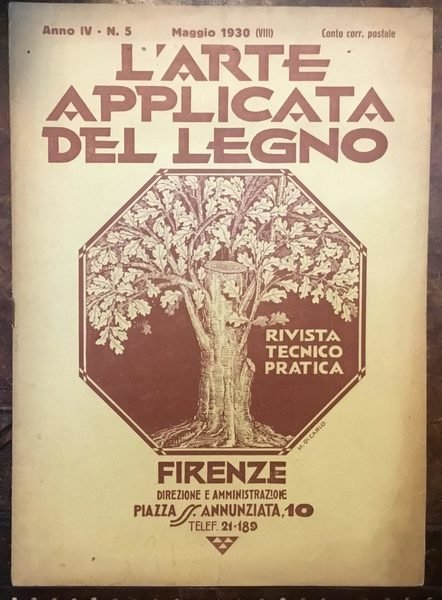 Anno IV - N. 5 Maggio 1930 (VIII) Conto corr. postale
L'ARTE
APPLICATA
DEL LEGNO
RIVISTA
TECNICO
PRATICA
M. DI CARLO
FIRENZE
DIREZIONE E AMMINISTRAZIONE
PIAZZA SS. ANNUNZIATA, 10
TELEF. 21-189